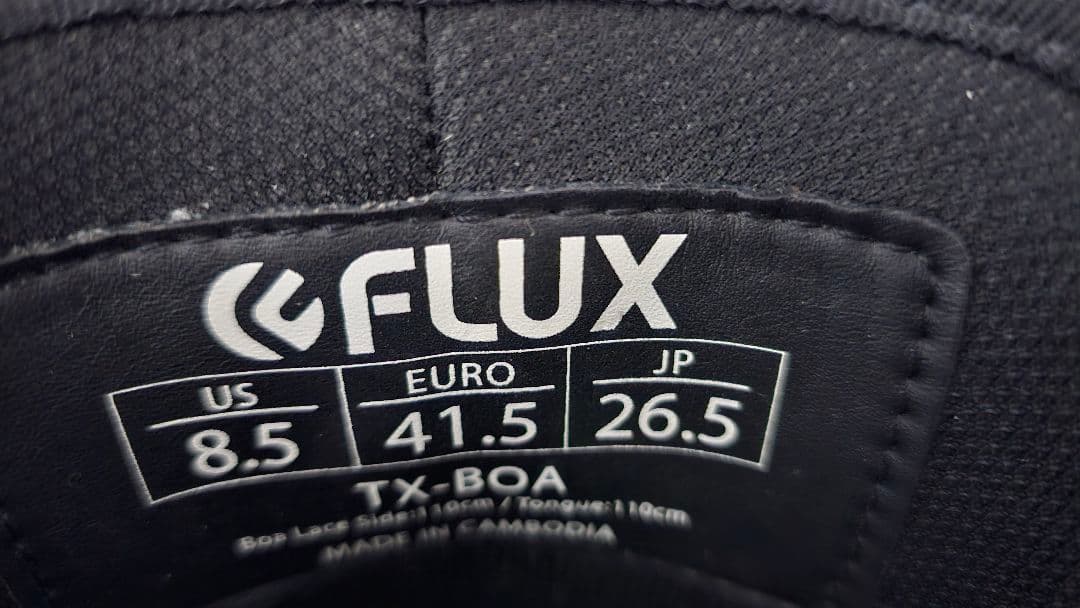 FLUX
US EURO JP
8.5 41.5 26.5
TX-BOA
Boa Lace Side:110cm / Tongue:110cm
MADE IN CAMBODIA